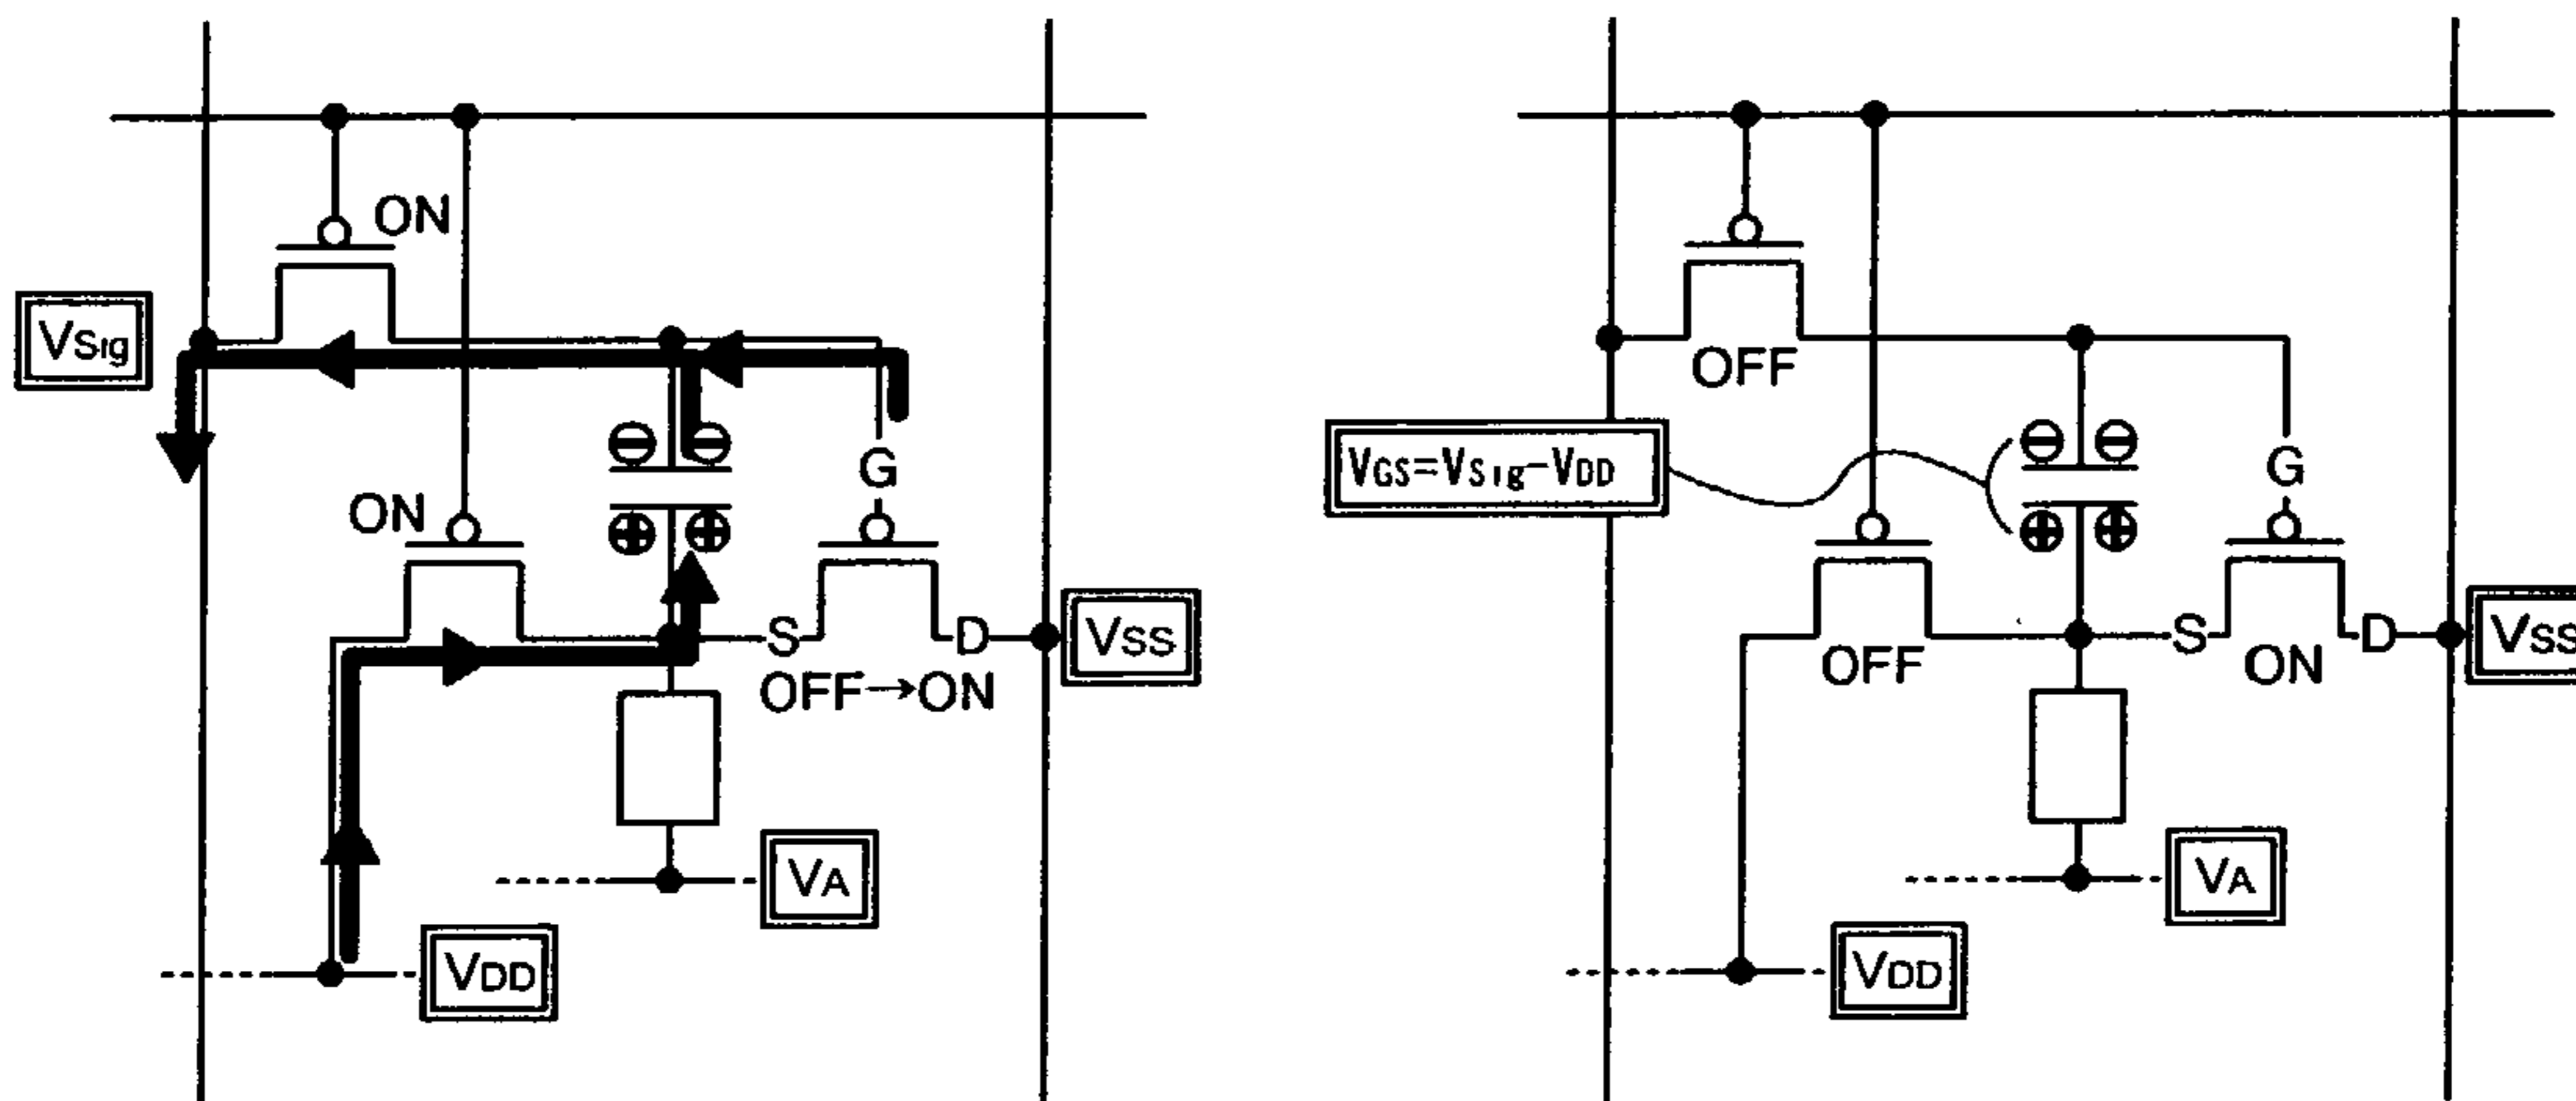 ON
VSig
G
ON
S
D
VSS
OFF→ON
VA
VDD
OFF
VGS=VSig-VDD
G
S
D
VSS
OFF
ON
VA
VDD